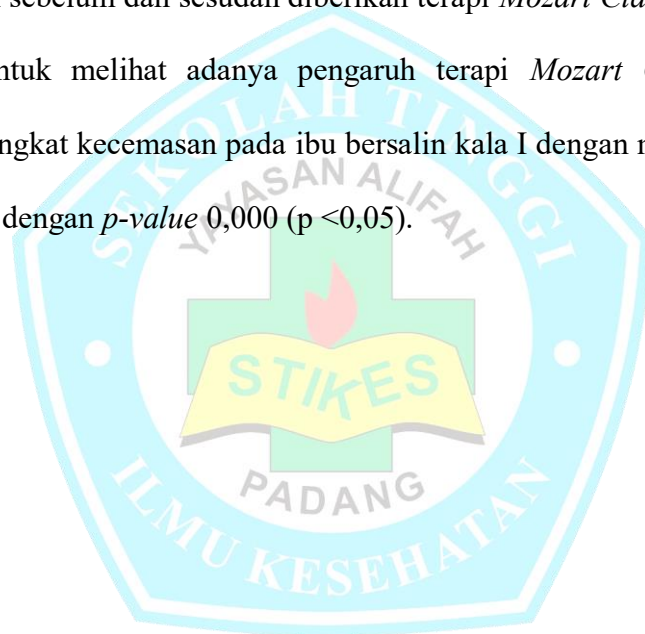 sebelum dan sesudah diberikan terapi Mozart
ntuk melihat adanya pengaruh terapi Mozart
ngkat kecemasan pada ibu bersalin kala I dengan
dengan p-value 0,000 (p <0,05).
SEKOLAH TINGGI
YAYASAN ALIFAH
STIKES
PADANG
ILMU KESEHATAN